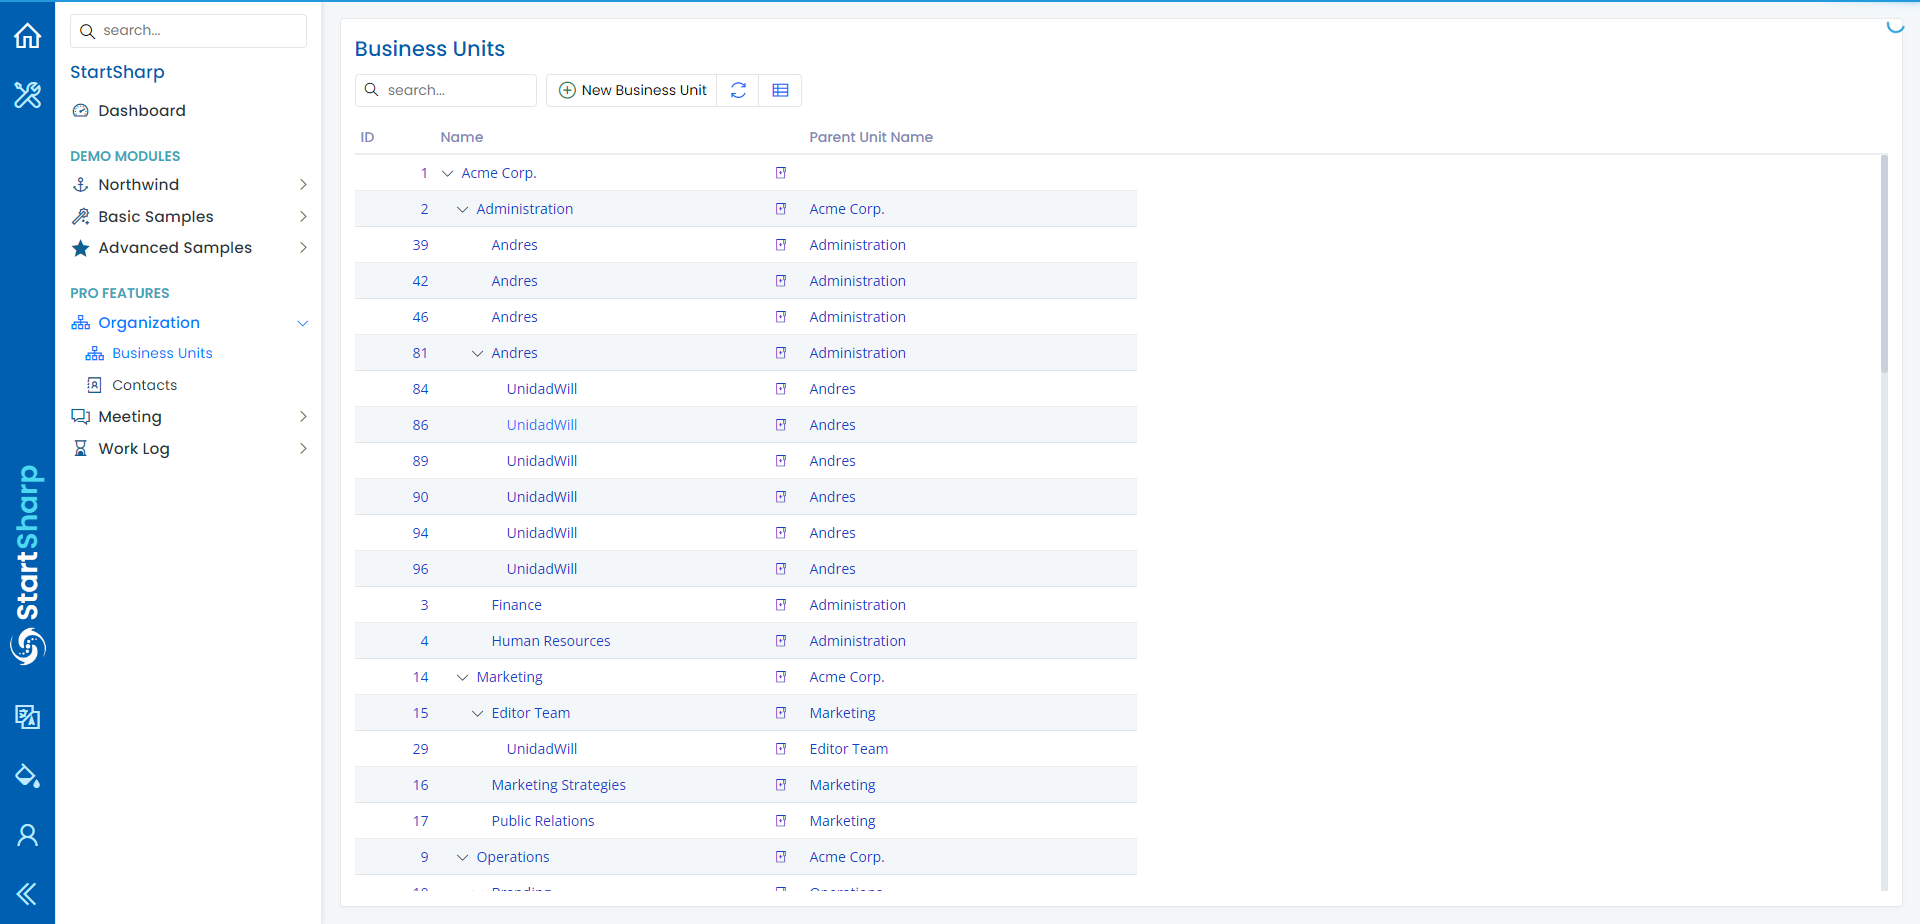 search...
StartSharp
Dashboard
DEMO MODULES
Northwind
Basic Samples
Advanced Samples
PRO FEATURES
Organization
Business Units
Contacts
Meeting
Work Log
StartSharp
Business Units
search...
New Business Unit
ID Name Parent Unit Name
1 Acme Corp.
2 Administration Acme Corp.
39 Andres Administration
42 Andres Administration
46 Andres Administration
81 Andres Administration
84 UnidadWill Andres
86 UnidadWill Andres
89 UnidadWill Andres
90 UnidadWill Andres
94 UnidadWill Andres
96 UnidadWill Andres
3 Finance Administration
4 Human Resources Administration
14 Marketing Acme Corp.
15 Editor Team Marketing
29 UnidadWill Editor Team
16 Marketing Strategies Marketing
17 Public Relations Marketing
9 Operations Acme Corp.
10 Branding Operations